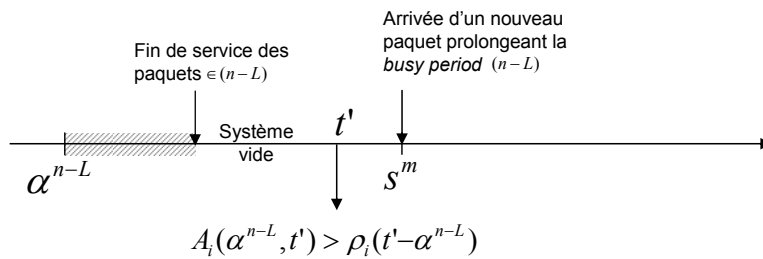 Arrivée d'un nouveau
paquet prolongeant la
busy period (n−L)
Fin de service des
paquets ∈(n−L)
Système
vide
t'
α^{n−L}
s^m
A_i(α^{n−L},t')>ρ_i(t'−α^{n−L})